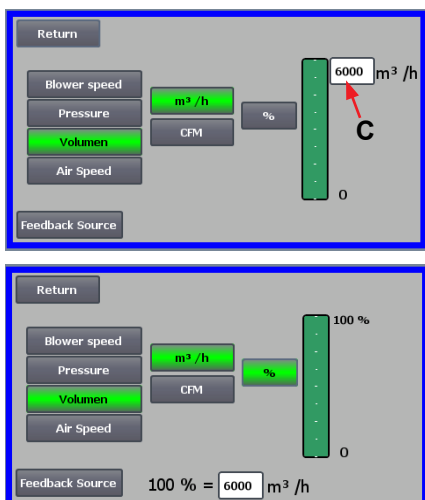 Return
6000 m³ /h
Blower speed
m³ /h
C
Pressure
%
CFM
Volumen
Air Speed
0
Feedback Source
Return
100 %
Blower speed
m³ /h
Pressure
%
CFM
Volumen
Air Speed
0
Feedback Source
100 % = 6000 m³ /h